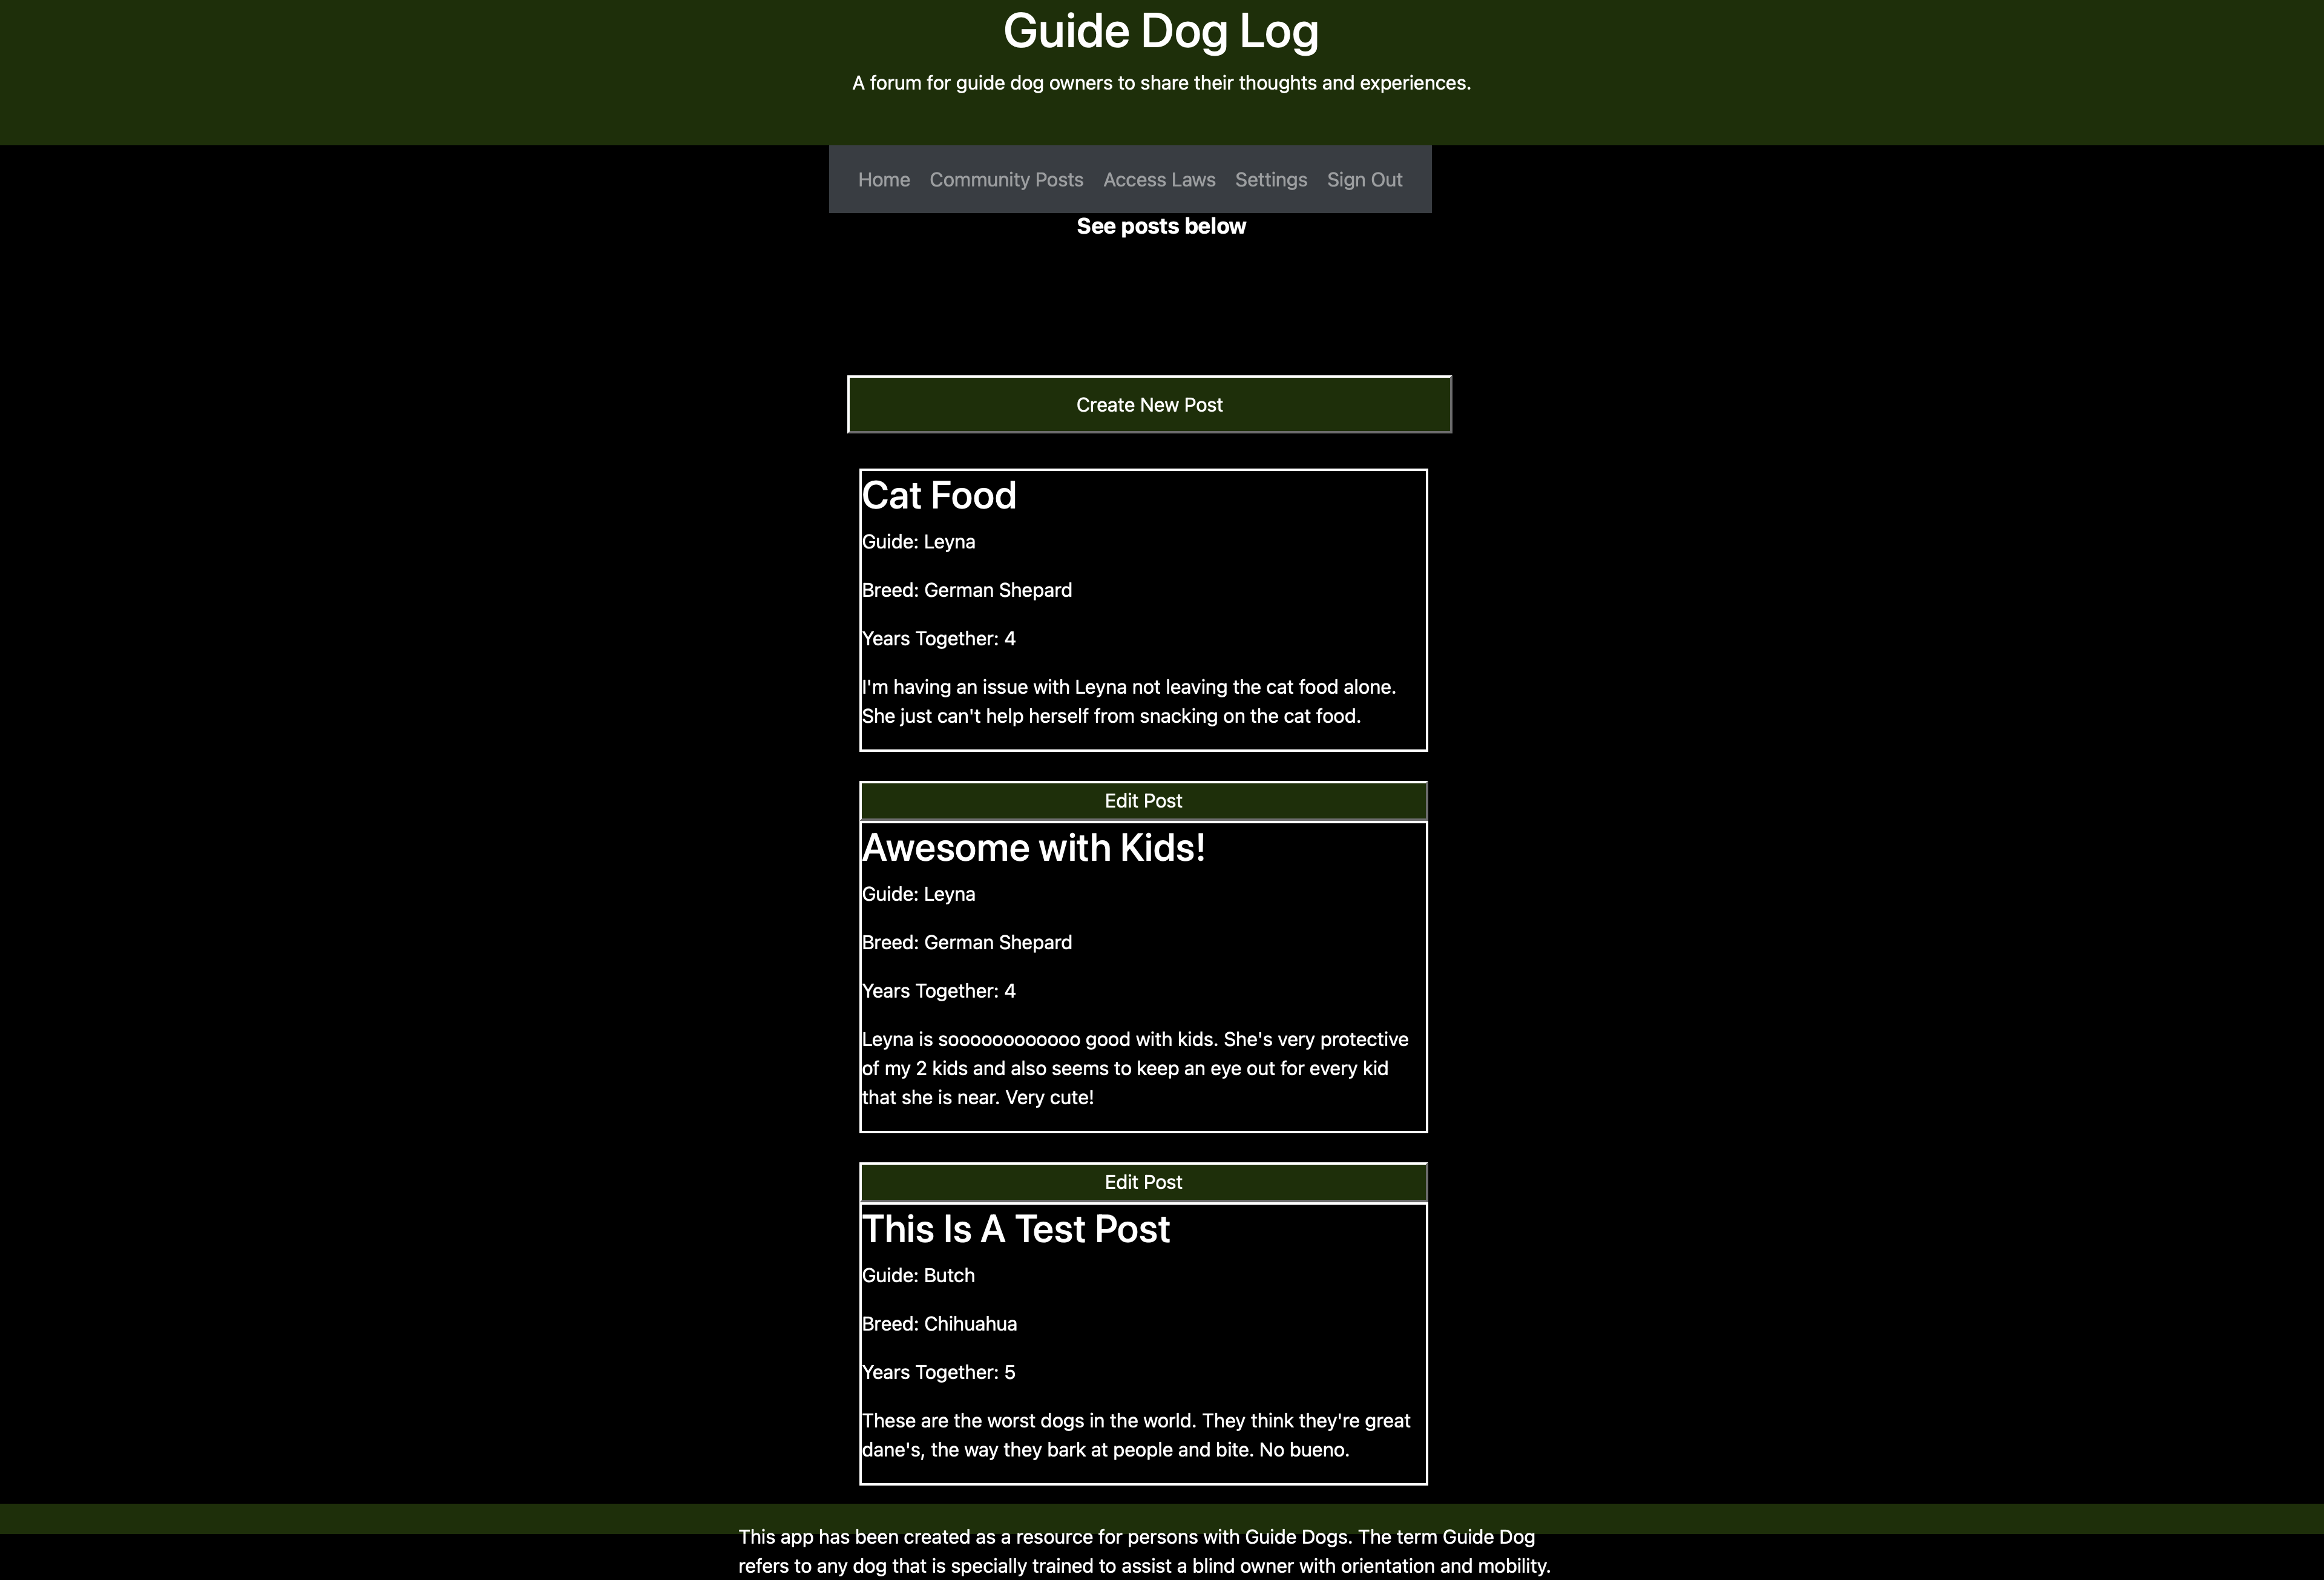 Guide Dog Log
A forum for guide dog owners to share their thoughts and experiences.
Home Community Posts Access Laws Settings Sign Out
See posts below
Create New Post
Cat Food
Guide: Leyna
Breed: German Shepard
Years Together: 4
I'm having an issue with Leyna not leaving the cat food alone.
She just can't help herself from snacking on the cat food.
Edit Post
Awesome with Kids!
Guide: Leyna
Breed: German Shepard
Years Together: 4
Leyna is soooooooooooo good with kids. She's very protective
of my 2 kids and also seems to keep an eye out for every kid
that she is near. Very cute!
Edit Post
This Is A Test Post
Guide: Butch
Breed: Chihuahua
Years Together: 5
These are the worst dogs in the world. They think they're great
dane's, the way they bark at people and bite. No bueno.
This app has been created as a resource for persons with Guide Dogs. The term Guide Dog
refers to any dog that is specially trained to assist a blind owner with orientation and mobility.